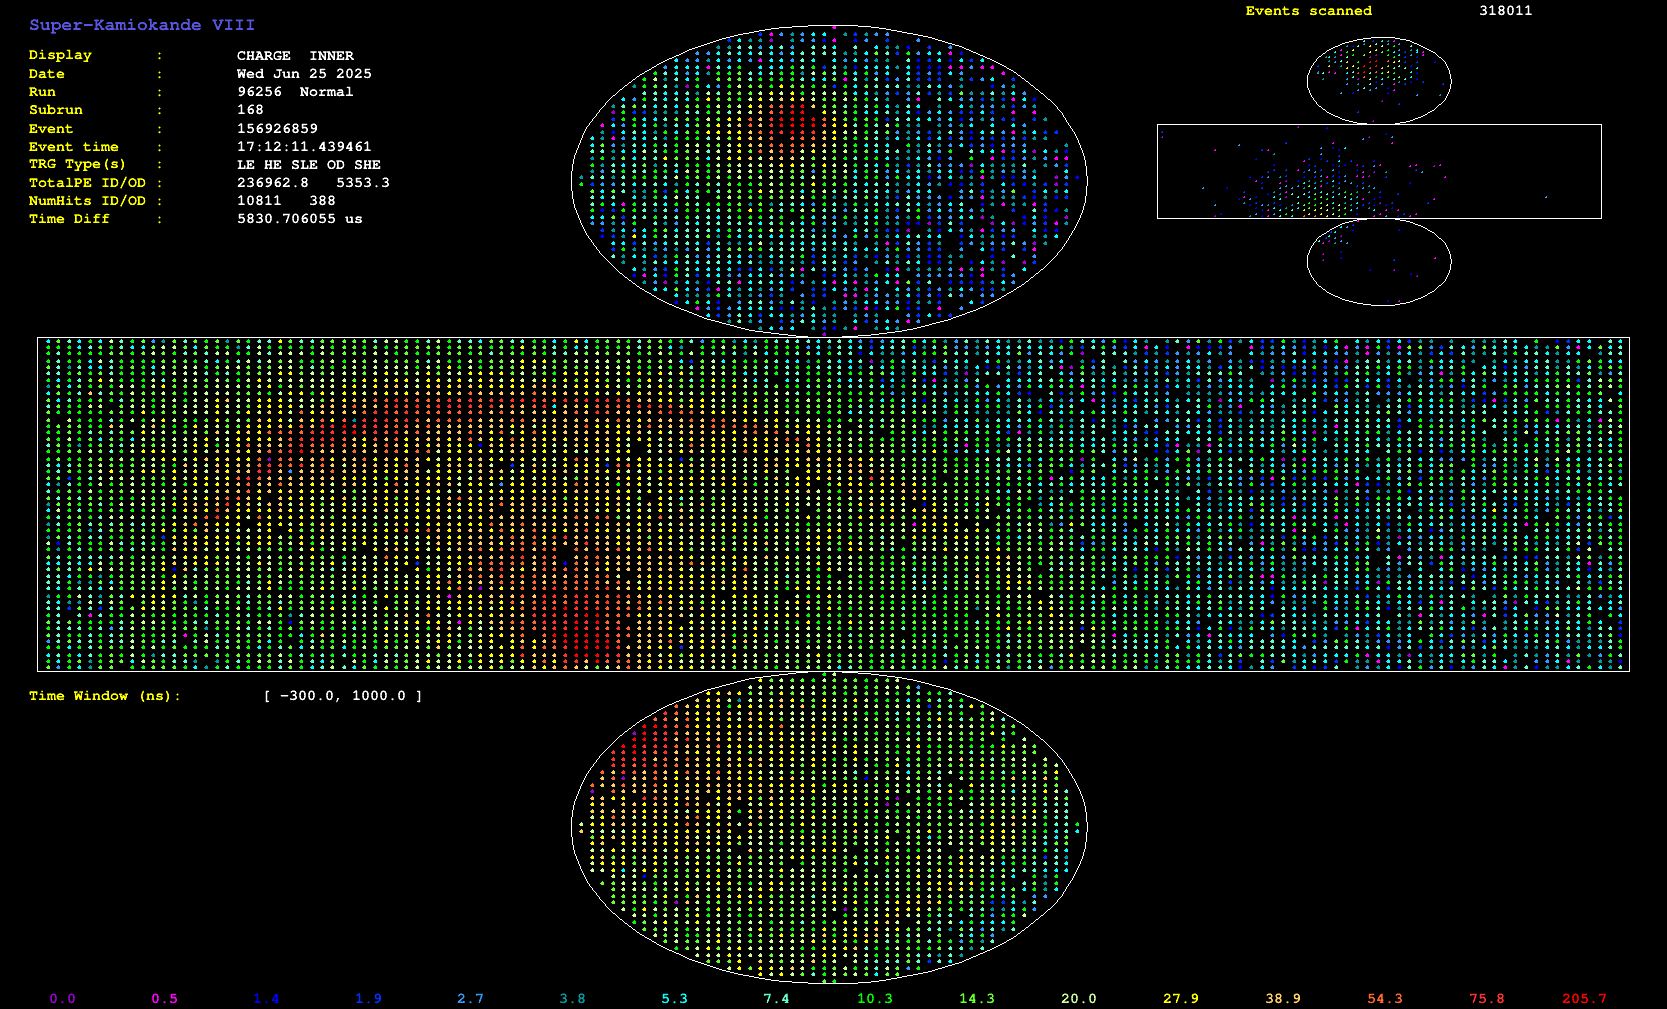 Super-Kamiokande VIII
Events scanned 318011
Display : CHARGE INNER
Date : Wed Jun 25 2025
Run : 96256 Normal
Subrun : 168
Event : 156926859
Event time : 17:12:11.439461
TRG Type(s) : LE HE SLE OD SHE
TotalPE ID/OD : 236962.8 5353.3
NumHits ID/OD : 10811 388
Time Diff : 5830.706055 us
Time Window (ns): [ -300.0, 1000.0 ]
0.0 0.5 1.4 1.9 2.7 3.8 5.3 7.4 10.3 14.3 20.0 27.9 38.9 54.3 75.8 205.7